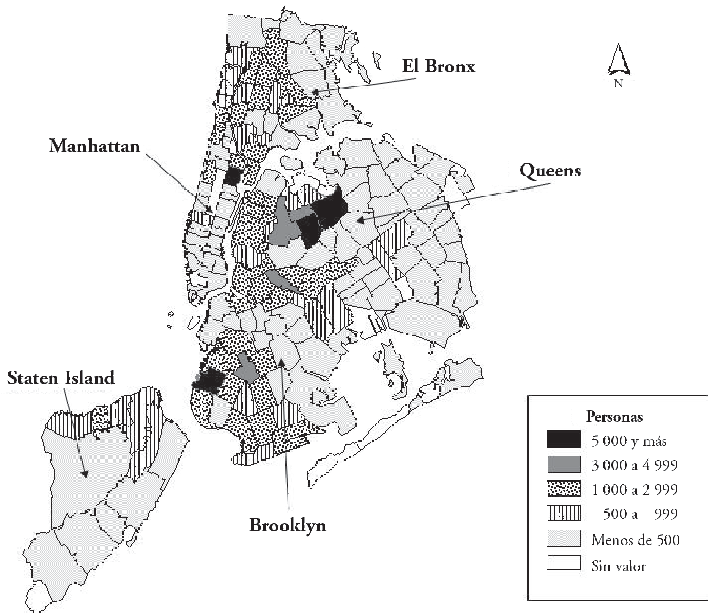 El Bronx
N
Manhattan
Queens
Staten Island
Brooklyn
Personas
5 000 y más
3 000 a 4 999
1 000 a 2 999
500 a 999
Menos de 500
Sin valor